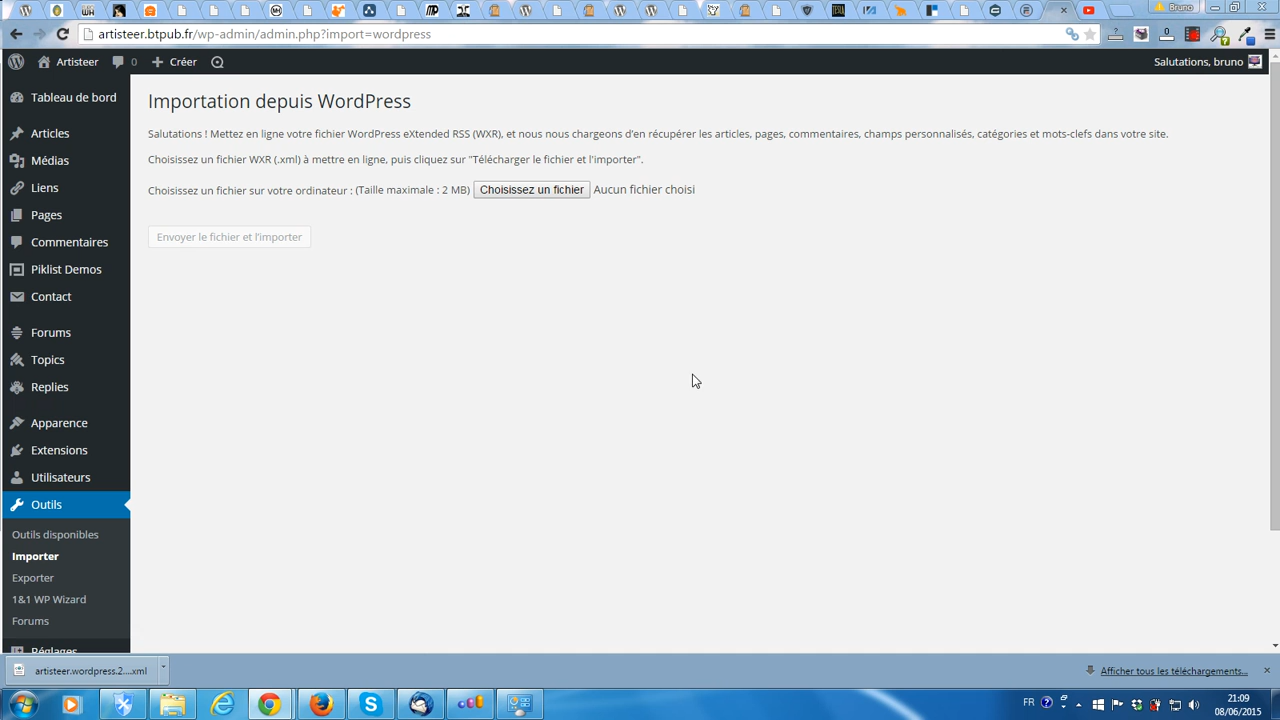 Bruno
artisteer.btpub.fr/wp-admin/admin.php?import=wordpress
Artisteer
0
Créer
Salutations, bruno
Tableau de bord
Articles
Médias
Liens
Pages
Commentaires
Piklist Demos
Contact
Forums
Topics
Replies
Apparence
Extensions
Utilisateurs
Outils
Outils disponibles
Importer
Exporter
1&1 WP Wizard
Forums
Réglages
Importation depuis WordPress
Salutations ! Mettez en ligne votre fichier WordPress eXtended RSS (WXR), et nous nous chargeons d’en récupérer les articles, pages, commentaires, champs personnalisés, catégories et mots-clefs dans votre site.
Choisissez un fichier WXR (.xml) à mettre en ligne, puis cliquez sur "Télécharger le fichier et l'importer".
Choisissez un fichier sur votre ordinateur : (Taille maximale : 2 MB) Choisissez un fichier Aucun fichier choisi
Envoyer le fichier et l’importer
artisteer.wordpress.2....xml
Afficher tous les téléchargements...
FR
21:09
08/06/2015